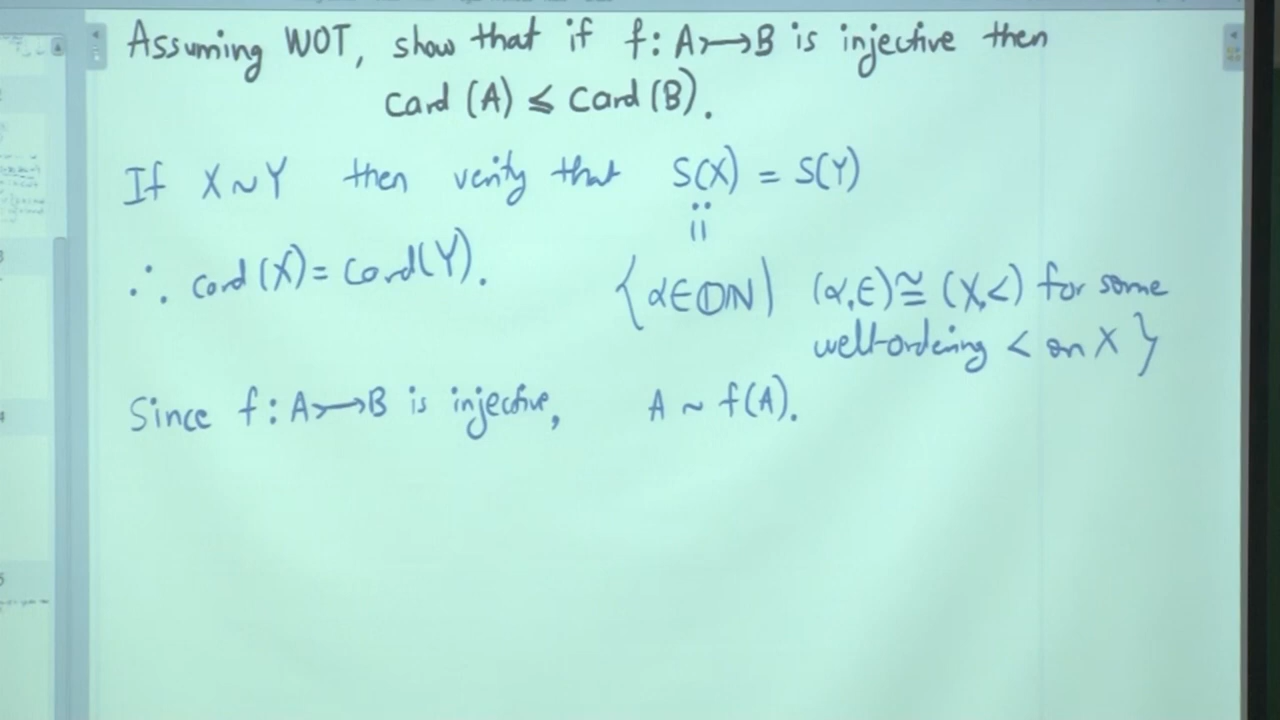 Assuming WOT, show that if f: A↣B is injective then
Card (A) ≤ Card (B).
If X ~ Y then verify that S(X) = S(Y)
∴ card (X) = Card (Y).
{α∈ON | (α,∈) ≅ (X,<) for some
well-ordering < on X}
Since f: A↣B is injective, A ~ f(A).